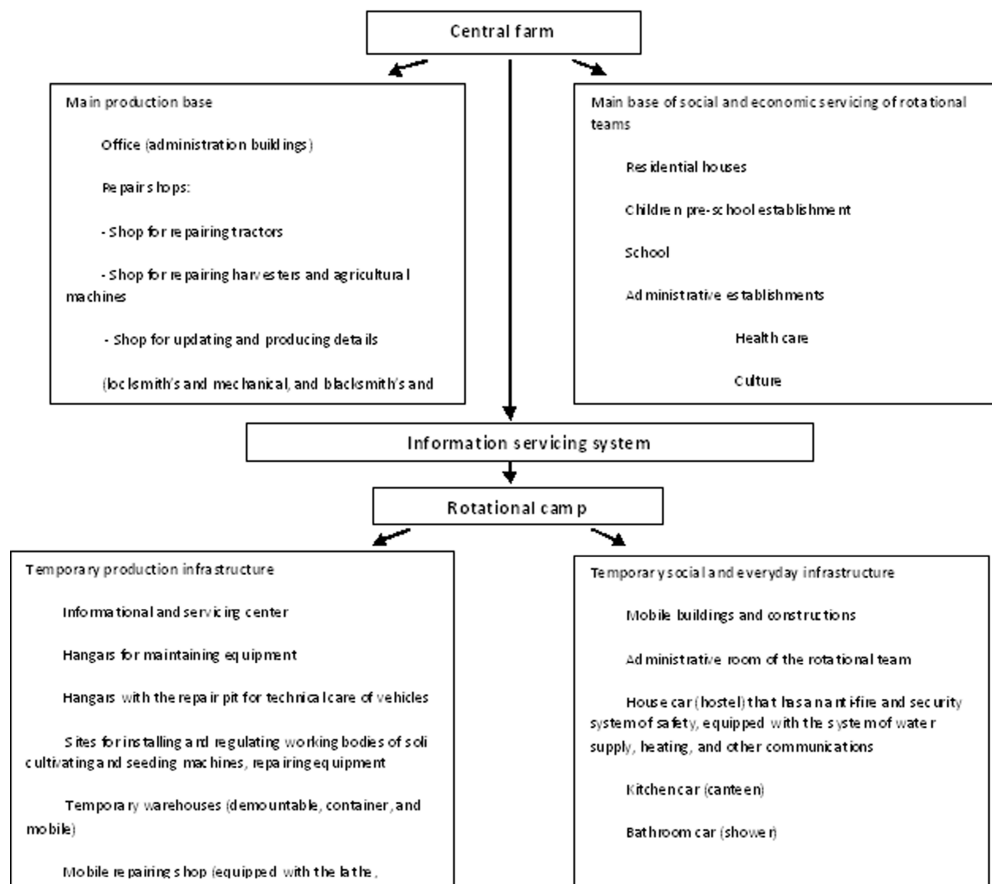 Central farm
Main production base
Office (administration buildings)
Repair shops:
- Shop for repairing tractors
- Shop for repairing harvesters and agricultural
machines
- Shop for updating and producing details
(locksmith's and mechanical, and blacksmith's and
Main base of social and economic servicing of rotational
teams
Residential houses
Children pre-school establishment
School
Administrative establishments
Health care
Culture
Information servicing system
Rotational camp
Temporary production infrastructure
Informational and servicing center
Hangars for maintaining equipment
Hangars with the repair pit for technical care of vehicles
Sites for installing and regulating working bodies of soli
cultivating and seeding machines, repairing equipment
Temporary warehouses (demountable, container, and
mobile)
Mobile repairing shop (equipped with the lathe,
Temporary social and everyday infrastructure
Mobile buildings and constructions
Administrative room of the rotational team
House car (hostel) that has an anti-fire and security
system of safety, equipped with the system of water
supply, heating, and other communications
Kitchen car (canteen)
Bathroom car (shower)